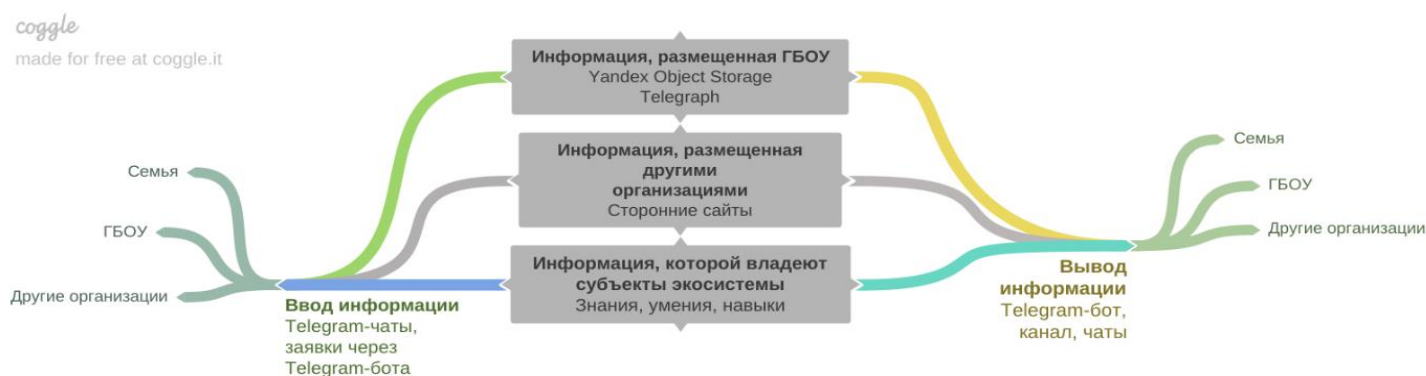 coggle
made for free at coggle.it
Семья
ГБОУ
Другие организации
Ввод информации
Telegram-чаты,
заявки через
Telegram-бота
Информация, размещенная ГБОУ
Yandex Object Storage
Telegraph
Информация, размещенная
другими
организациями
Сторонние сайты
Информация, которой владеют
субъекты экосистемы
Знания, умения, навыки
Вывод
информации
Telegram-бот,
канал, чаты
Семья
ГБОУ
Другие организации